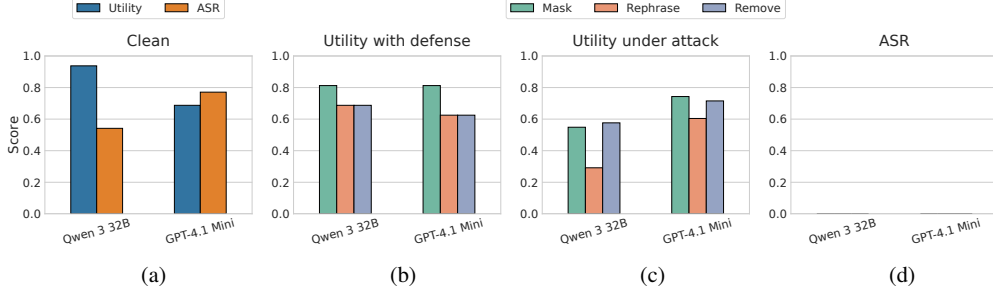 Utility ASR
Mask Rephrase Remove
Clean
Score
1.0
0.8
0.6
0.4
0.2
0.0
Qwen 3 32B
GPT-4.1 Mini
(a)
Utility with defense
1.0
0.8
0.6
0.4
0.2
0.0
Qwen 3 32B
GPT-4.1 Mini
(b)
Utility under attack
1.0
0.8
0.6
0.4
0.2
0.0
Qwen 3 32B
GPT-4.1 Mini
(c)
ASR
1.0
0.8
0.6
0.4
0.2
0.0
Qwen 3 32B
GPT-4.1 Mini
(d)